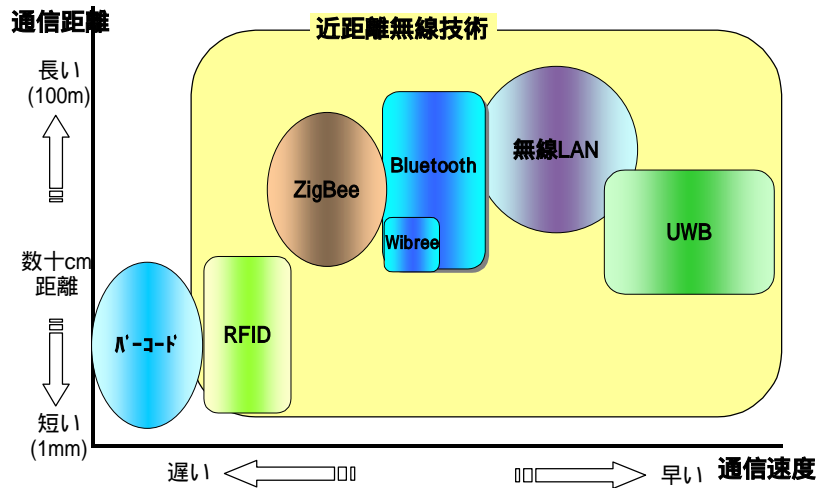 通信距離
近距離無線技術
長い
(100m)
無線LAN
Bluetooth
ZigBee
UWB
Wibree
数十cm
距離
RFID
ﾊﾞｰｺｰﾄﾞ
短い
(1mm)
遅い
早い
通信速度